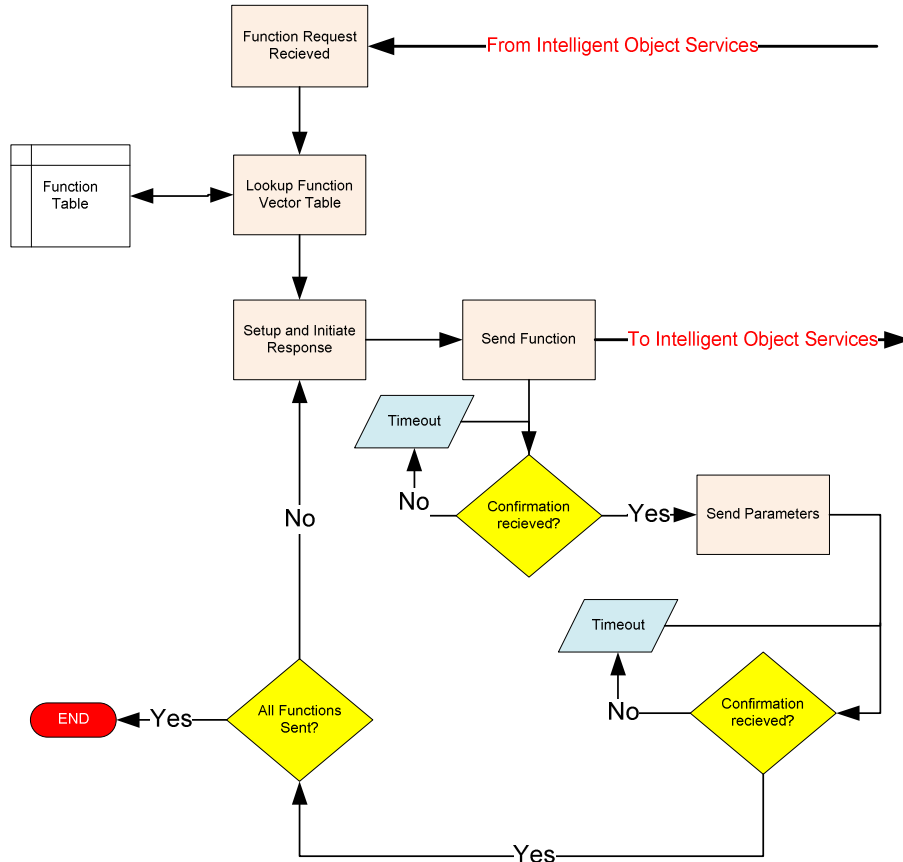 Function Request
Recieved
From Intelligent Object Services
Function
Table
Lookup Function
Vector Table
Setup and Initiate
Response
Send Function
To Intelligent Object Services
Timeout
No
Confirmation
recieved?
Yes
Send Parameters
No
Timeout
No
Confirmation
recieved?
END
Yes
All Functions
Sent?
Yes